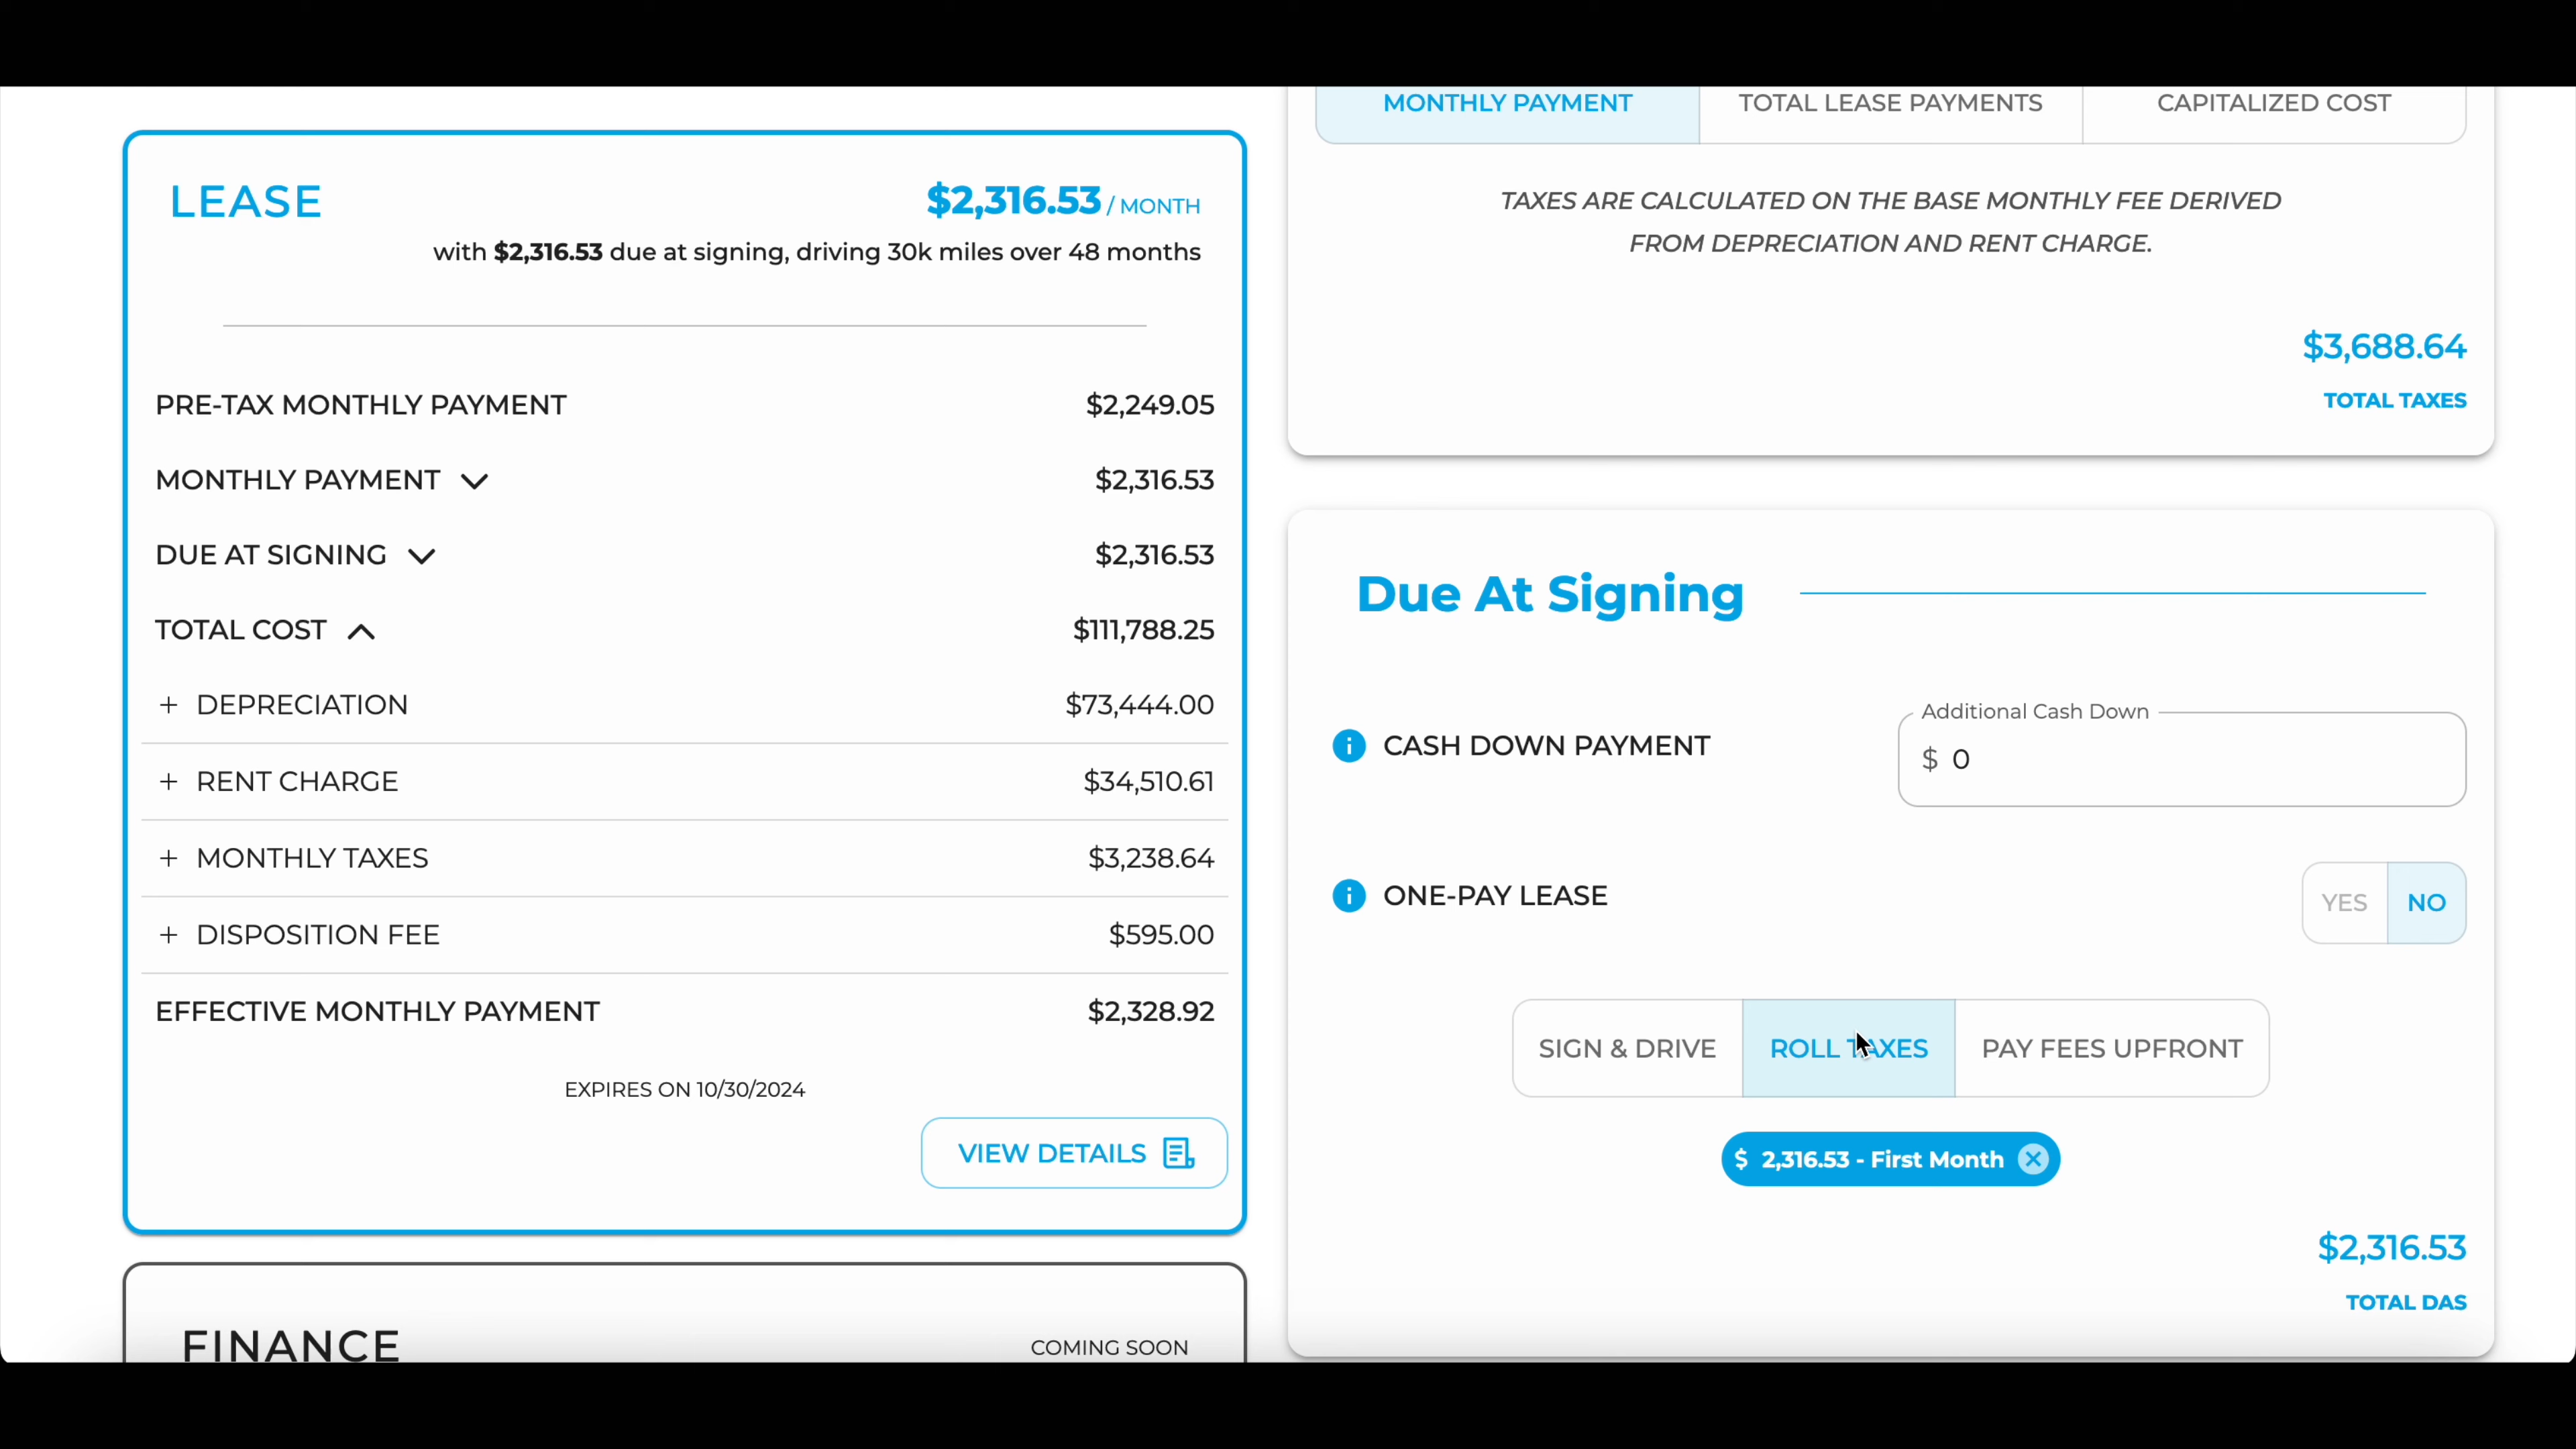 LEASE
$2,316.53 / MONTH
with $2,316.53 due at signing, driving 30k miles over 48 months
PRE-TAX MONTHLY PAYMENT $2,249.05
MONTHLY PAYMENT $2,316.53
DUE AT SIGNING $2,316.53
TOTAL COST $111,788.25
+ DEPRECIATION $73,444.00
+ RENT CHARGE $34,510.61
+ MONTHLY TAXES $3,238.64
+ DISPOSITION FEE $595.00
EFFECTIVE MONTHLY PAYMENT $2,328.92
EXPIRES ON 10/30/2024
VIEW DETAILS
FINANCE COMING SOON
MONTHLY PAYMENT TOTAL LEASE PAYMENTS CAPITALIZED COST
TAXES ARE CALCULATED ON THE BASE MONTHLY FEE DERIVED
FROM DEPRECIATION AND RENT CHARGE.
$3,688.64
TOTAL TAXES
Due At Signing
Additional Cash Down
CASH DOWN PAYMENT $ 0
ONE-PAY LEASE YES NO
SIGN & DRIVE ROLL TAXES PAY FEES UPFRONT
$ 2,316.53 - First Month
$2,316.53
TOTAL DAS